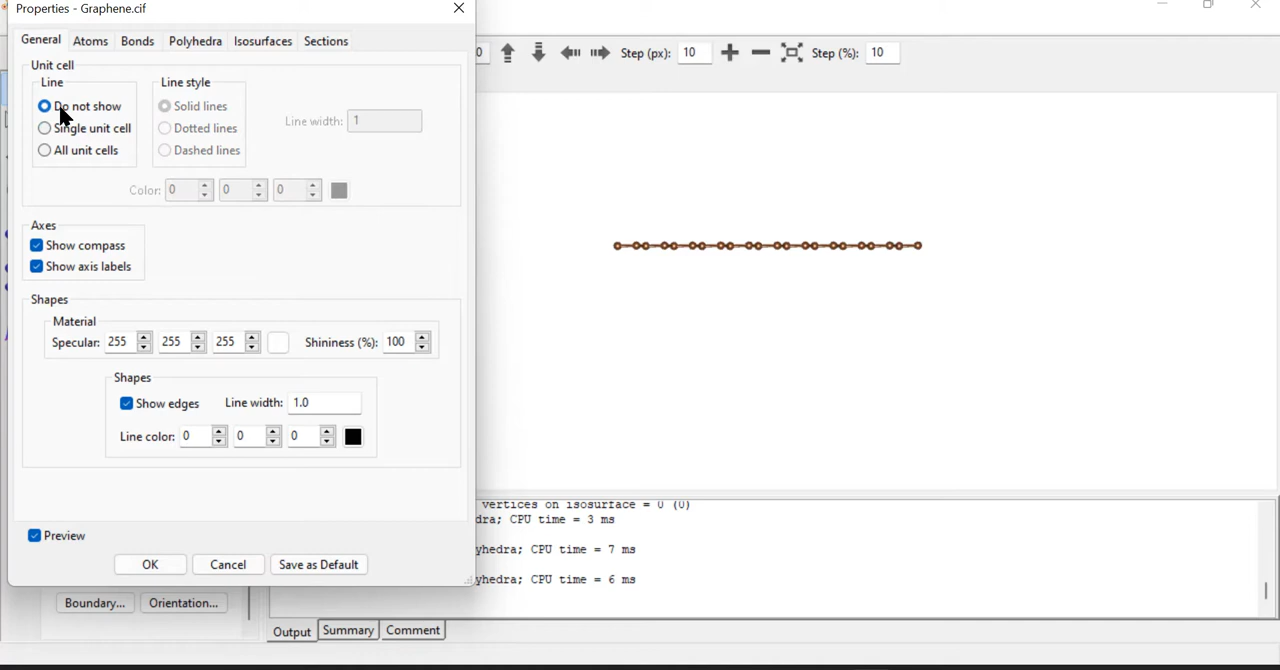 Properties - Graphene.cif
General Atoms Bonds Polyhedra Isosurfaces Sections
Unit cell
Line
Do not show
Single unit cell
All unit cells
Line style
Solid lines
Dotted lines
Dashed lines
Line width: 1
Color: 0 0 0
Axes
Show compass
Show axis labels
Shapes
Material
Specular: 255 255 255 Shininess (%): 100
Shapes
Show edges Line width: 1.0
Line color: 0 0 0
Preview
OK Cancel Save as Default
0 Step (px): 10 Step (%): 10
vertices on isosurface = 0 (0)
dra; CPU time = 3 ms
yhedra; CPU time = 7 ms
yhedra; CPU time = 6 ms
Boundary... Orientation...
Output Summary Comment